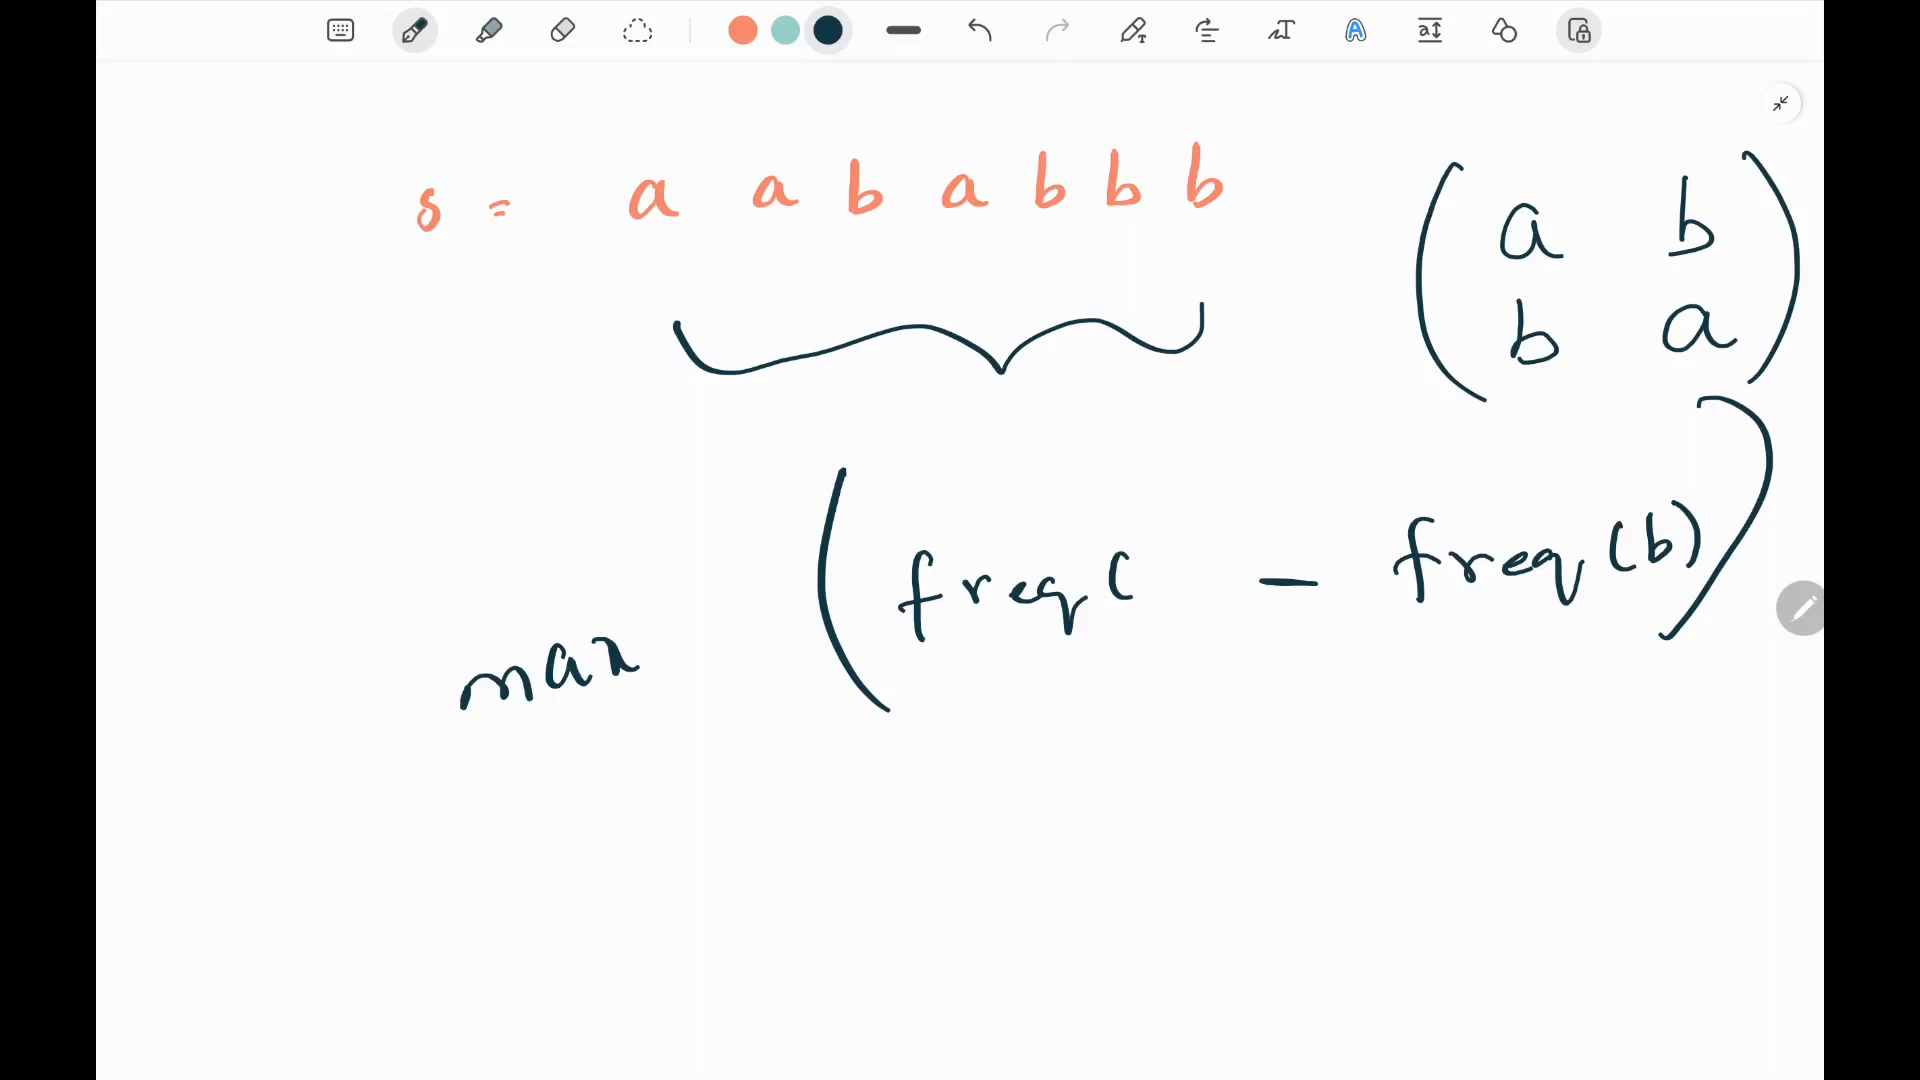 s = a a b a b b b
a b
b a
max ( freq( - freq(b) )